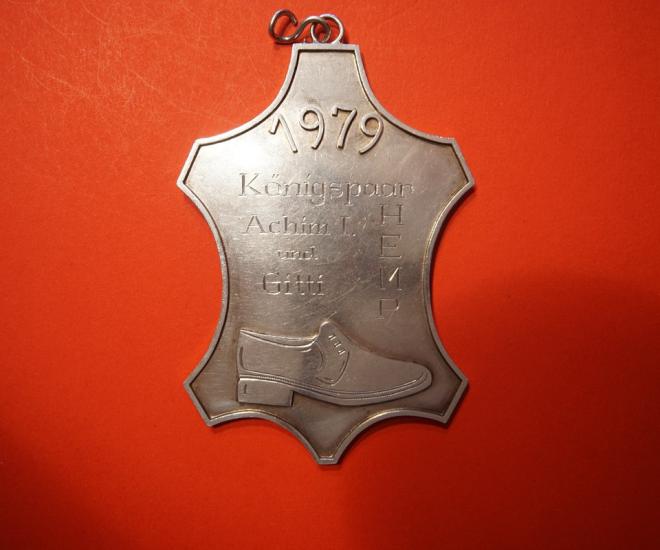 1979
Königspaar
Achim I.
und
Gitti
HEMP